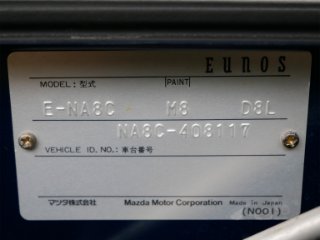 EUNOS
MODEL: 型式 PAINT
E-NA8C M8 D8L
NA8C-408117
VEHICLE ID. NO.: 車台番号
マツダ株式会社 Mazda Motor Corporation Made in Japan
(N001)